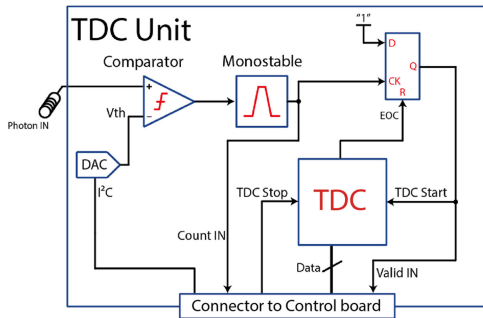 TDC Unit
"1"
Comparator
Monostable
D
Q
CK
R
+
Photon IN
Vth
−
EOC
DAC
I²C
TDC Stop
TDC
TDC Start
Count IN
Data
Valid IN
Connector to Control board